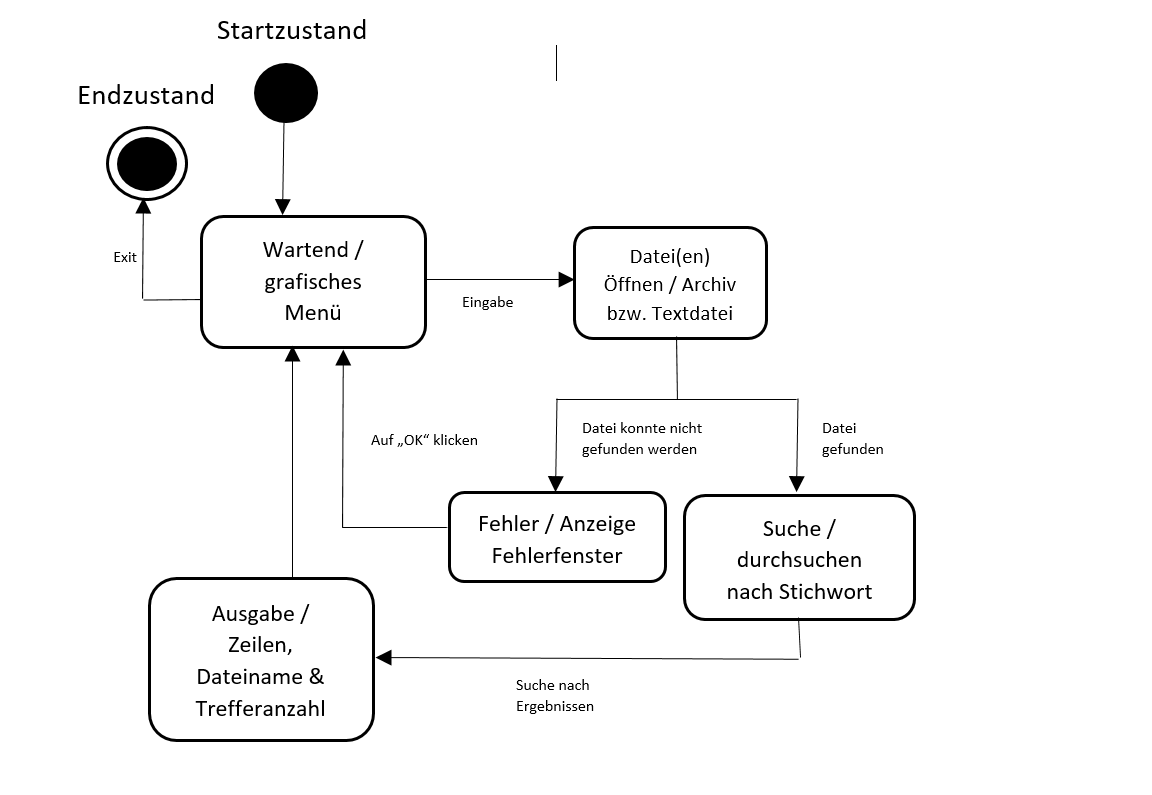 Startzustand
Endzustand
Exit
Wartend /
grafisches
Menü
Eingabe
Datei(en)
Öffnen / Archiv
bzw. Textdatei
Auf „OK“ klicken
Datei konnte nicht
gefunden werden
Datei
gefunden
Fehler / Anzeige
Fehlerfenster
Suche /
durchsuchen
nach Stichwort
Ausgabe /
Zeilen,
Dateiname &
Trefferanzahl
Suche nach
Ergebnissen